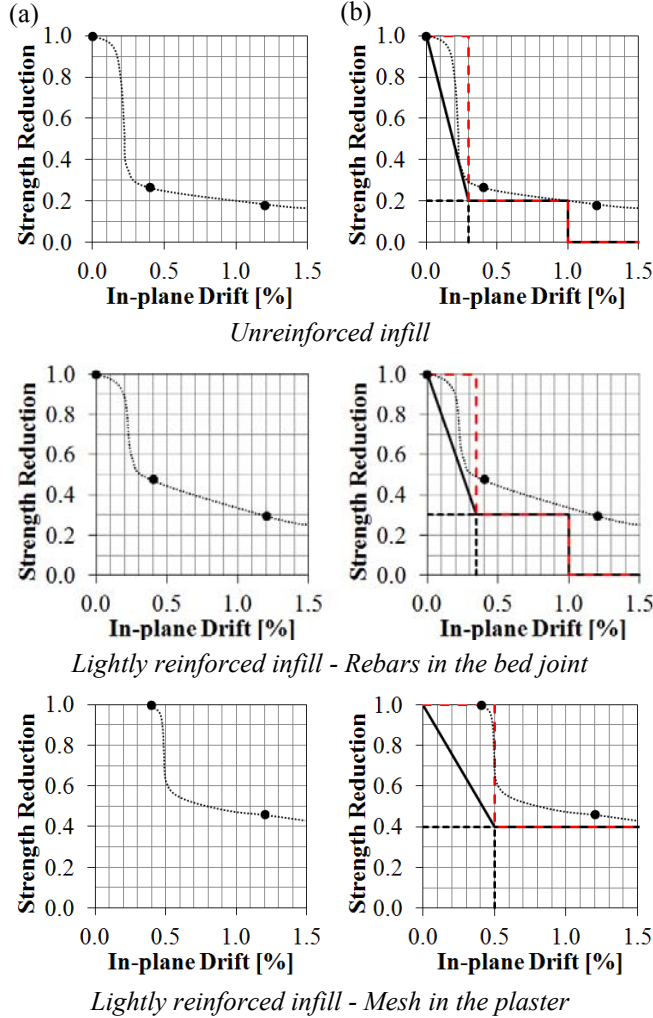 (a) (b)
Strength Reduction Strength Reduction
1.0 1.0
0.8 0.8
0.6 0.6
0.4 0.4
0.2 0.2
0.0 0.0
0.0 0.5 1.0 1.5 0.0 0.5 1.0 1.5
In-plane Drift [%] In-plane Drift [%]
Unreinforced infill
Strength Reduction Strength Reduction
1.0 1.0
0.8 0.8
0.6 0.6
0.4 0.4
0.2 0.2
0.0 0.0
0.0 0.5 1.0 1.5 0.0 0.5 1.0 1.5
In-plane Drift [%] In-plane Drift [%]
Lightly reinforced infill - Rebars in the bed joint
Strength Reduction Strength Reduction
1.0 1.0
0.8 0.8
0.6 0.6
0.4 0.4
0.2 0.2
0.0 0.0
0.0 0.5 1.0 1.5 0.0 0.5 1.0 1.5
In-plane Drift [%] In-plane Drift [%]
Lightly reinforced infill - Mesh in the plaster